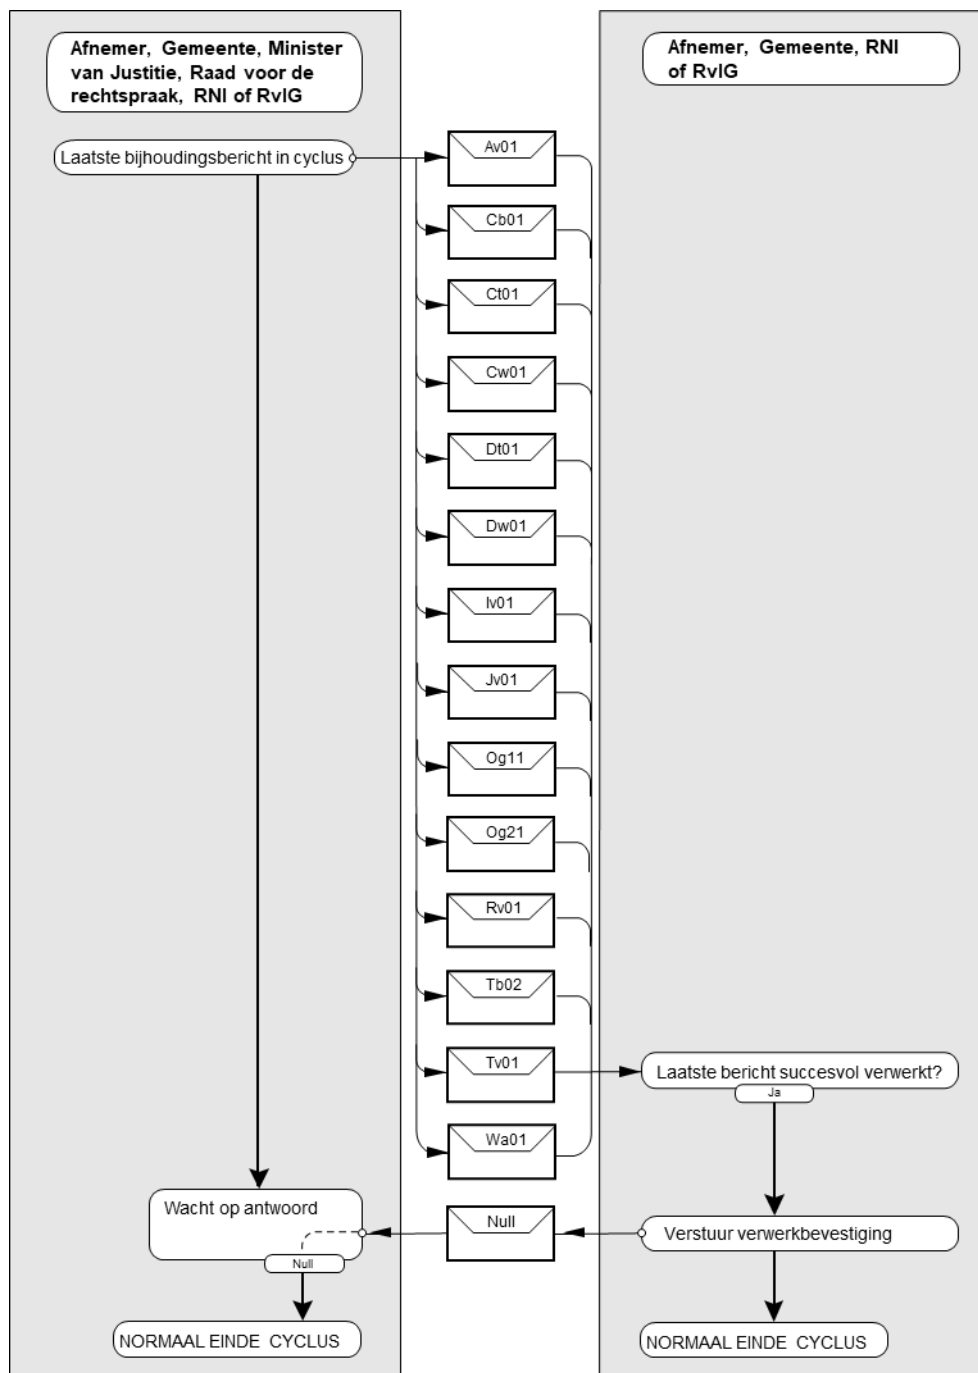 Afnemer, Gemeente, Minister
van Justitie, Raad voor de
rechtspraak, RNI of RvIG
Afnemer, Gemeente, RNI
of RvIG
Laatste bijhoudingsbericht in cyclus
Av01
Cb01
Ct01
Cw01
Dt01
Dw01
Iv01
Jv01
Og11
Og21
Rv01
Tb02
Tv01
Laatste bericht succesvol verwerkt?
Ja
Wa01
Wacht op antwoord
Null
Null
Verstuur verwerkbevestiging
NORMAAL EINDE CYCLUS
NORMAAL EINDE CYCLUS